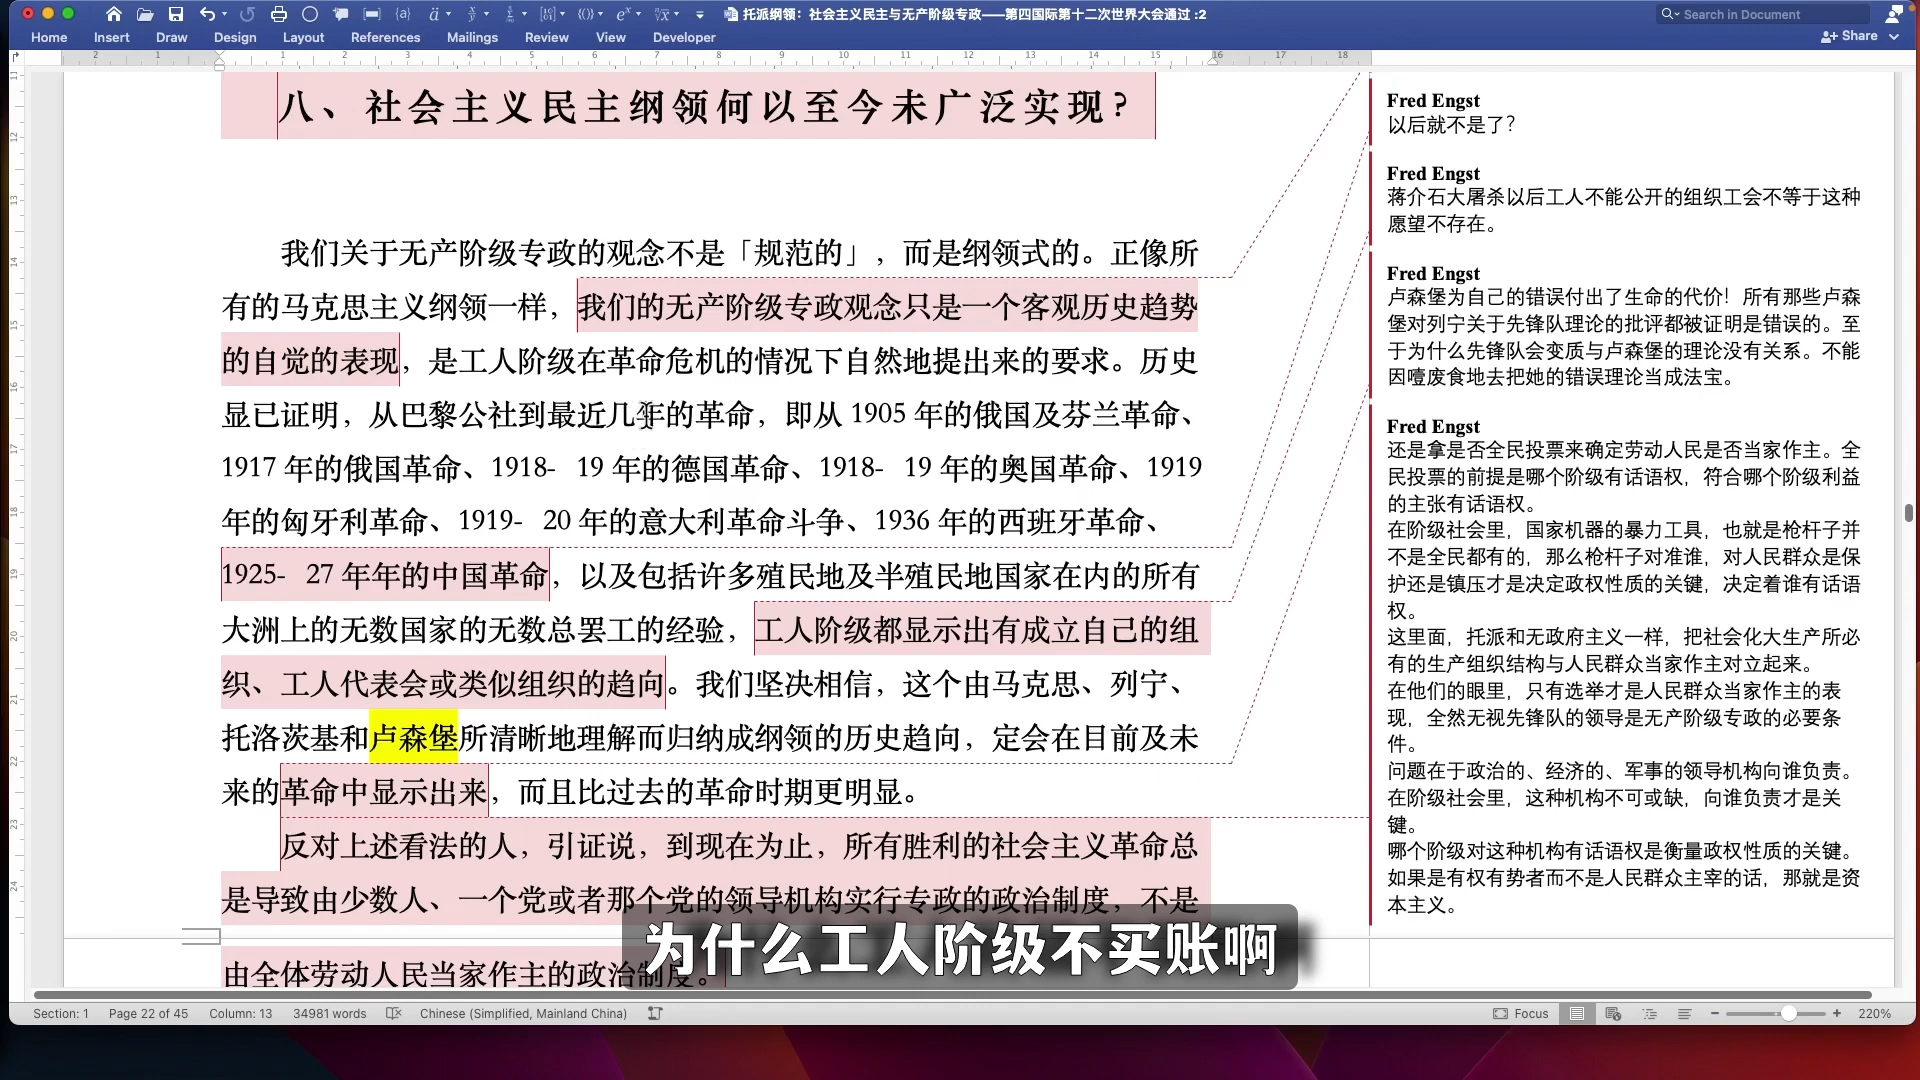 托派纲领：社会主义民主与无产阶级专政——第四国际第十二次世界大会通过 :2
Search in Document
Home Insert Draw Design Layout References Mailings Review View Developer
Share
八、社会主义民主纲领何以至今未广泛实现?
我们关于无产阶级专政的观念不是「规范的」，而是纲领式的。正像所
有的马克思主义纲领一样，我们的无产阶级专政观念只是一个客观历史趋势
的自觉的表现，是工人阶级在革命危机的情况下自然地提出来的要求。历史
显已证明，从巴黎公社到最近几年的革命，即从 1905 年的俄国及芬兰革命、
1917 年的俄国革命、1918- 19 年的德国革命、1918- 19 年的奥国革命、1919
年的匈牙利革命、1919- 20 年的意大利革命斗争、1936 年的西班牙革命、
1925- 27 年年的中国革命，以及包括许多殖民地及半殖民地国家在内的所有
大洲上的无数国家的无数总罢工的经验，工人阶级都显示出有成立自己的组
织、工人代表会或类似组织的趋向。我们坚决相信，这个由马克思、列宁、
托洛茨基和卢森堡所清晰地理解而归纳成纲领的历史趋向，定会在目前及未
来的革命中显示出来，而且比过去的革命时期更明显。
反对上述看法的人，引证说，到现在为止，所有胜利的社会主义革命总
是导致由少数人、一个党或者那个党的领导机构实行专政的政治制度，不是
由全体劳动人民当家作主的政治制度。
Fred Engst
以后就不是了？
Fred Engst
蒋介石大屠杀以后工人不能公开的组织工会不等于这种
愿望不存在。
Fred Engst
卢森堡为自己的错误付出了生命的代价！所有那些卢森
堡对列宁关于先锋队理论的批评都被证明是错误的。至
于为什么先锋队会变质与卢森堡的理论没有关系。不能
因噎废食地去把她的错误理论当成法宝。
Fred Engst
还是拿是否全民投票来确定劳动人民是否当家作主。全
民投票的前提是哪个阶级有话语权，符合哪个阶级利益
的主张有话语权。
在阶级社会里，国家机器的暴力工具，也就是枪杆子并
不是全民都有的，那么枪杆子对准谁，对人民群众是保
护还是镇压才是决定政权性质的关键，决定着谁有话语
权。
这里面，托派和无政府主义一样，把社会化大生产所必
有的生产组织结构与人民群众当家作主对立起来。
在他们的眼里，只有选举才是人民群众当家作主的表
现，全然无视先锋队的领导是无产阶级专政的必要条
件。
问题在于政治的、经济的、军事的领导机构向谁负责。
在阶级社会里，这种机构不可或缺，向谁负责才是关
键。
哪个阶级对这种机构有话语权是衡量政权性质的关键。
如果是有权有势者而不是人民群众主宰的话，那就是资
本主义。
为什么工人阶级不买账啊
Section: 1 Page 22 of 45 Column: 13 34981 words Chinese (Simplified, Mainland China) Focus 220%